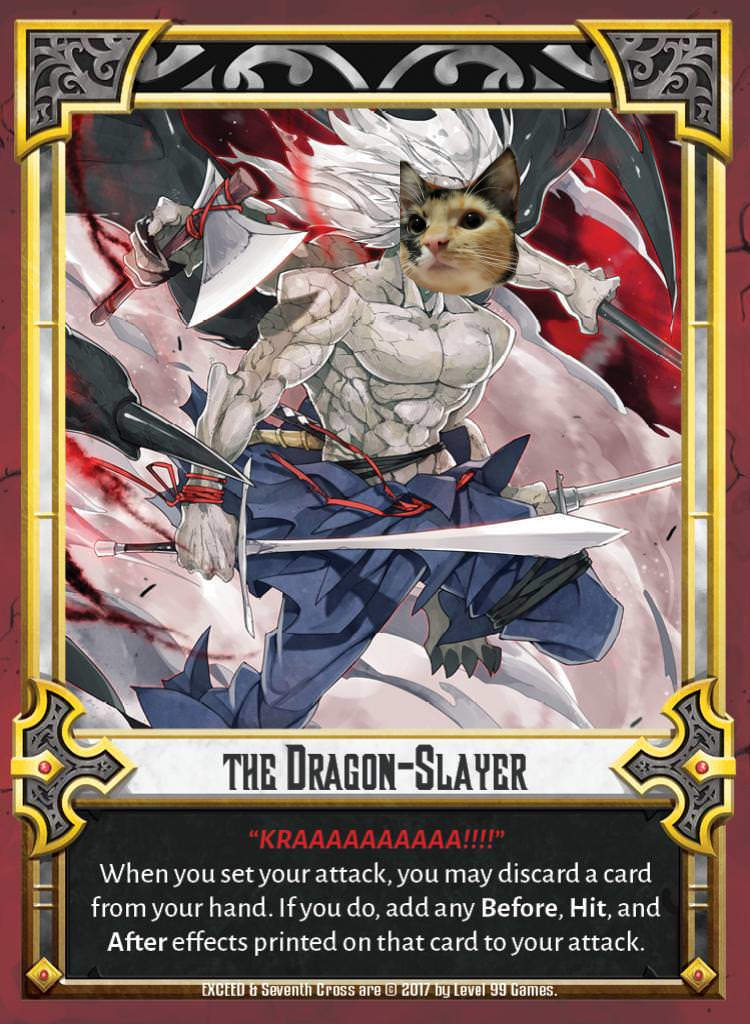 THE DRAGON-SLAYER
"KRAAAAAAAAAA!!!!"
When you set your attack, you may discard a card
from your hand. If you do, add any Before, Hit, and
After effects printed on that card to your attack.
EXCEED & Seventh Cross are © 2017 by Level 99 Games.